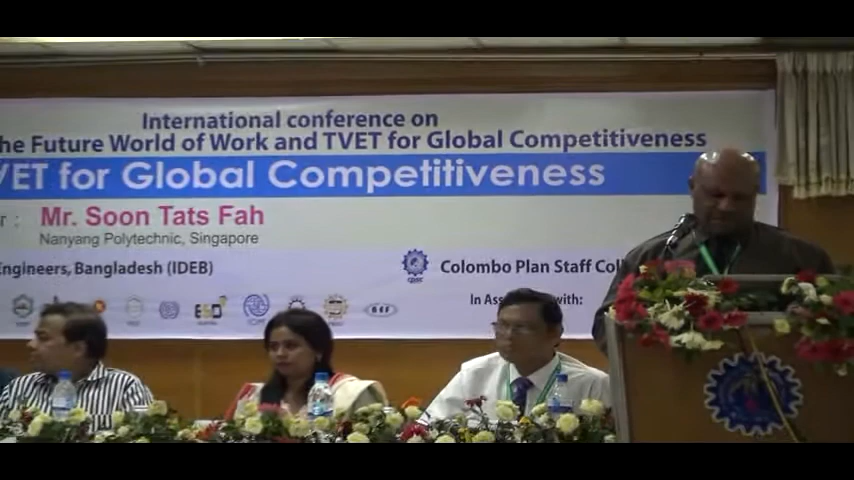 International conference on
he Future World of Work and TVET for Global Competitiveness
VET for Global Competitiveness
r : Mr. Soon Tats Fah
Nanyang Polytechnic, Singapore
Engineers, Bangladesh (IDEB)
Colombo Plan Staff Coll
In Ass
with: